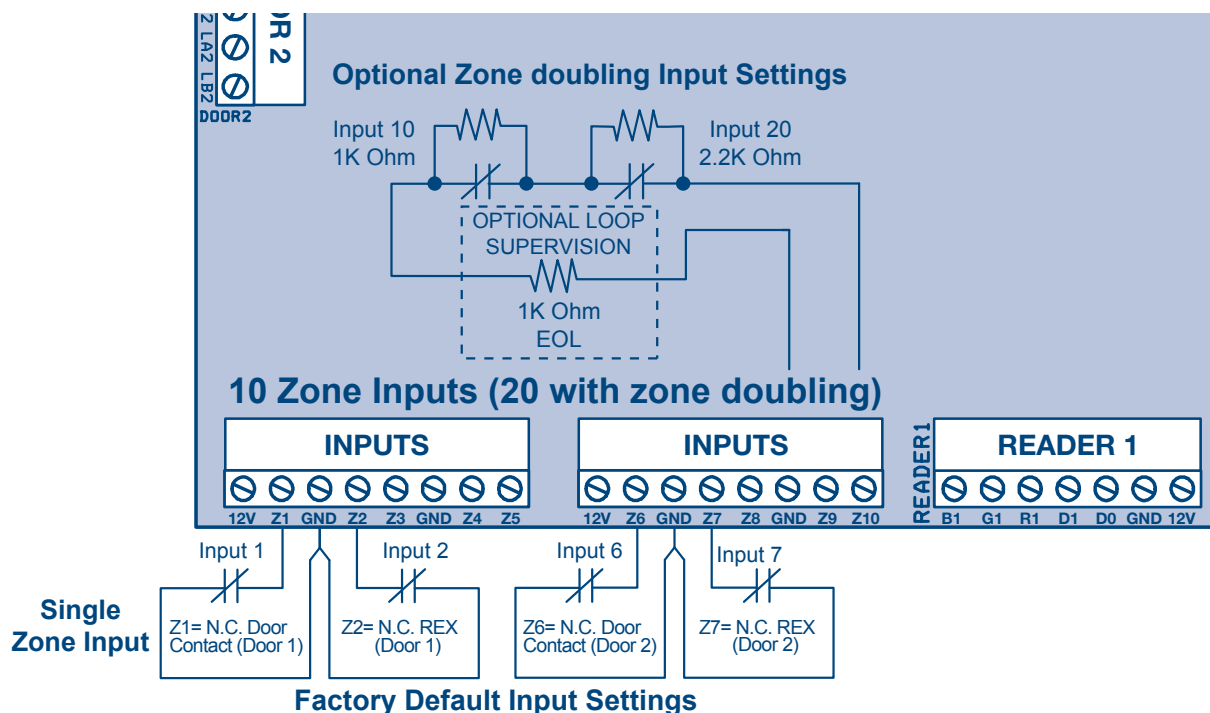 2 LA2 LB2
OR 2
DOOR2
Optional Zone doubling Input Settings
Input 10
1K Ohm
Input 20
2.2K Ohm
OPTIONAL LOOP
SUPERVISION
1K Ohm
EOL
10 Zone Inputs (20 with zone doubling)
INPUTS
12V Z1 GND Z2 Z3 GND Z4 Z5
INPUTS
12V Z6 GND Z7 Z8 GND Z9 Z10
READER1
READER 1
B1 G1 R1 D1 D0 GND 12V
Input 1
Input 2
Input 6
Input 7
Single
Zone Input
Z1= N.C. Door
Contact (Door 1)
Z2= N.C. REX
(Door 1)
Z6= N.C. Door
Contact (Door 2)
Z7= N.C. REX
(Door 2)
Factory Default Input Settings